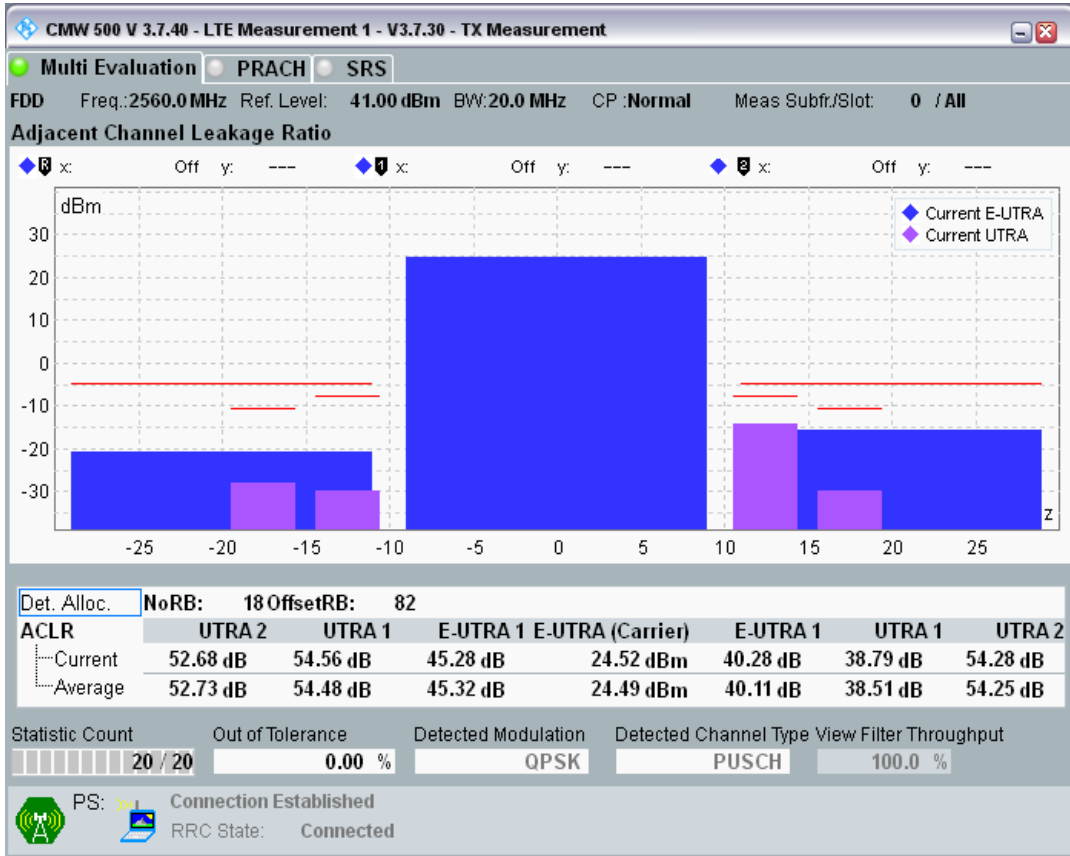 CMW 500 V 3.7.40 - LTE Measurement 1 - V3.7.30 - TX Measurement
Multi Evaluation PRACH SRS
FDD Freq.:2560.0 MHz Ref. Level: 41.00 dBm BW:20.0 MHz CP :Normal Meas Subfr./Slot: 0 / All
Adjacent Channel Leakage Ratio
R x: Off y: --- 1 x: Off y: --- 2 x: Off y: ---
dBm
Current E-UTRA
Current UTRA
30
20
10
0
-10
-20
-30
z
-25 -20 -15 -10 -5 0 5 10 15 20 25
Det. Alloc. NoRB: 18 OffsetRB: 82
ACLR UTRA 2 UTRA 1 E-UTRA 1 E-UTRA (Carrier) E-UTRA 1 UTRA 1 UTRA 2
Current 52.68 dB 54.56 dB 45.28 dB 24.52 dBm 40.28 dB 38.79 dB 54.28 dB
Average 52.73 dB 54.48 dB 45.32 dB 24.49 dBm 40.11 dB 38.51 dB 54.25 dB
Statistic Count Out of Tolerance Detected Modulation Detected Channel Type View Filter Throughput
20 / 20 0.00 % QPSK PUSCH 100.0 %
PS: Connection Established
RRC State: Connected